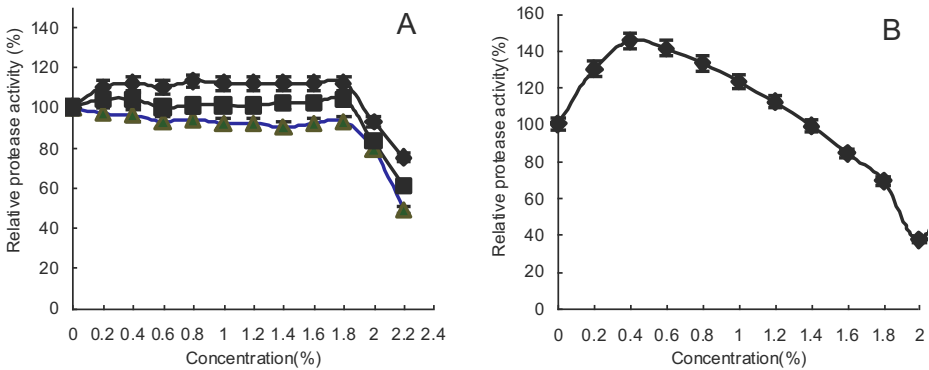 A
Relative protease activity (%)
140
120
100
80
60
40
20
0
0 0.2 0.4 0.6 0.8 1 1.2 1.4 1.6 1.8 2 2.2 2.4
Concentration(%)
B
Relative protease activity(%)
160
140
120
100
80
60
40
20
0
0 0.2 0.4 0.6 0.8 1 1.2 1.4 1.6 1.8 2
Concentration(%)